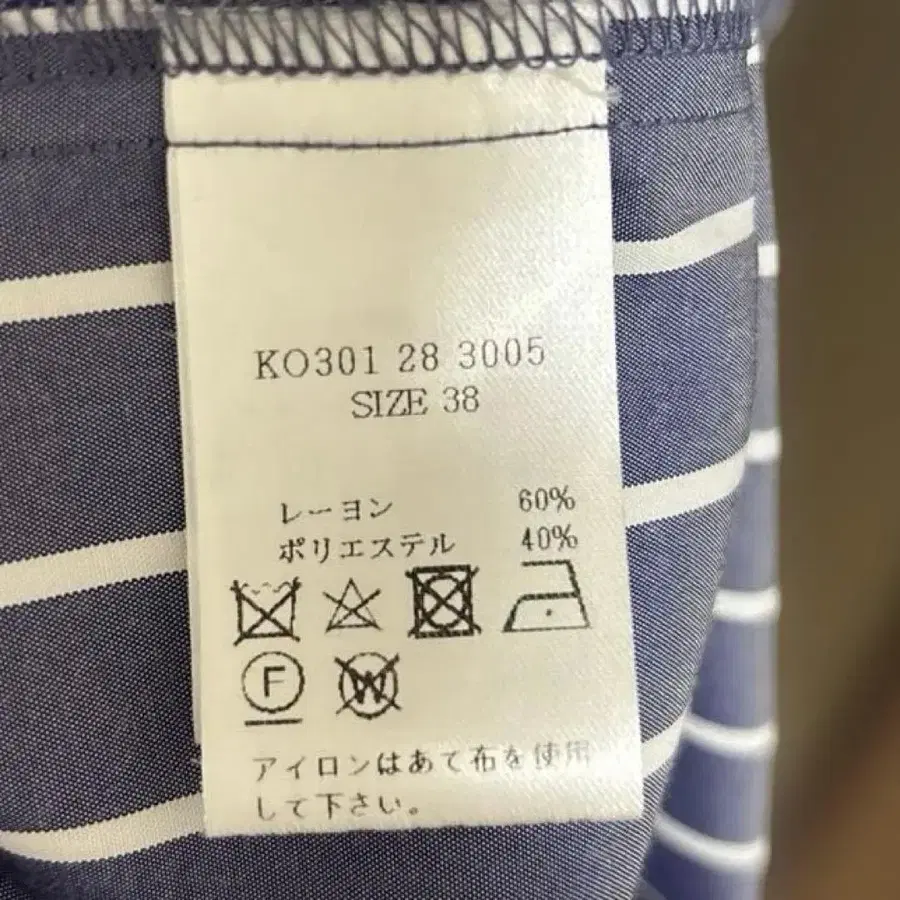 KO301 28 3005
SIZE 38
レーヨン 60%
ポリエステル 40%
F
W
アイロンはあて布を使用
して下さい。